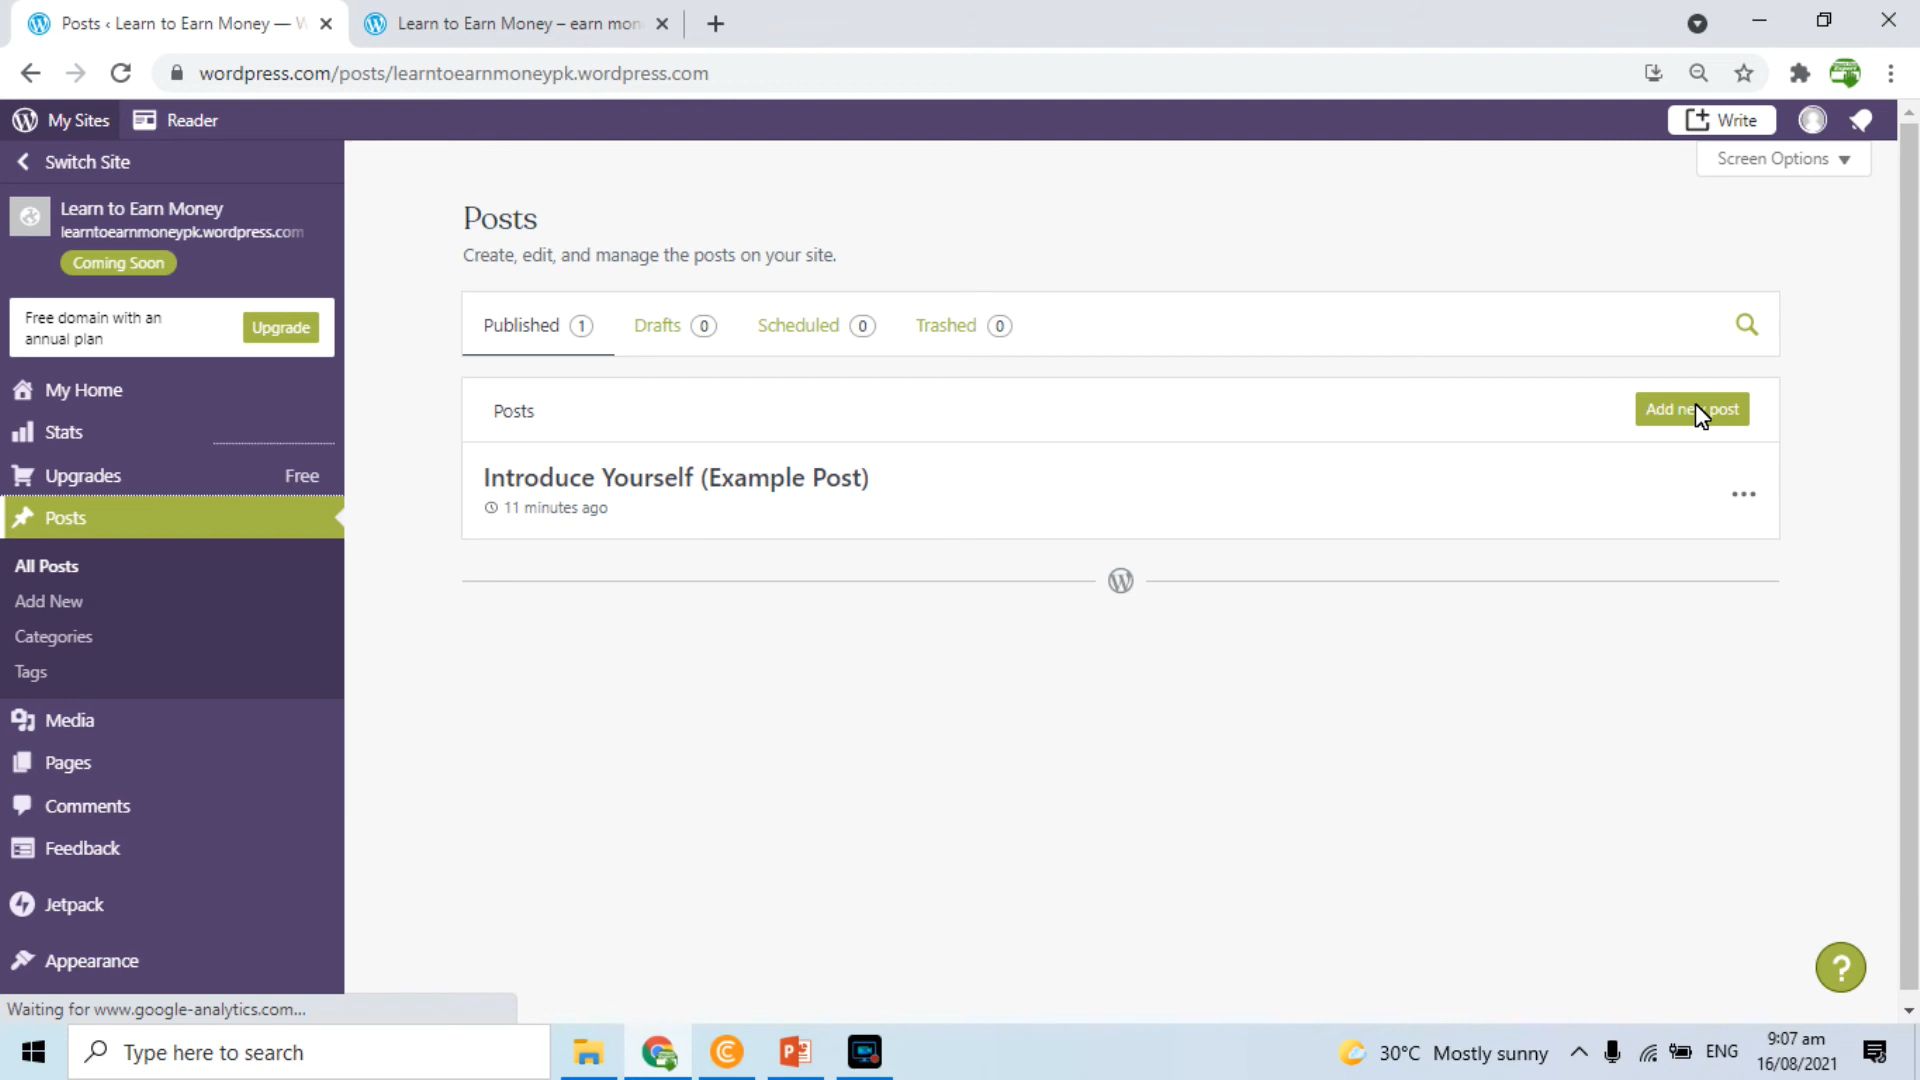 Posts ‹ Learn to Earn Money — W
Learn to Earn Money – earn mon
wordpress.com/posts/learntoearnmoneypk.wordpress.com
My Sites
Reader
Write
Switch Site
Screen Options ▼
Learn to Earn Money
learntoearnmoneypk.wordpress.com
Coming Soon
Free domain with an
annual plan
Upgrade
My Home
Stats
Upgrades Free
Posts
All Posts
Add New
Categories
Tags
Media
Pages
Comments
Feedback
Jetpack
Appearance
Posts
Create, edit, and manage the posts on your site.
Published 1
Drafts 0
Scheduled 0
Trashed 0
Posts
Add new post
Introduce Yourself (Example Post)
11 minutes ago
?
Waiting for www.google-analytics.com...
Type here to search
30°C Mostly sunny
ENG
9:07 am
16/08/2021